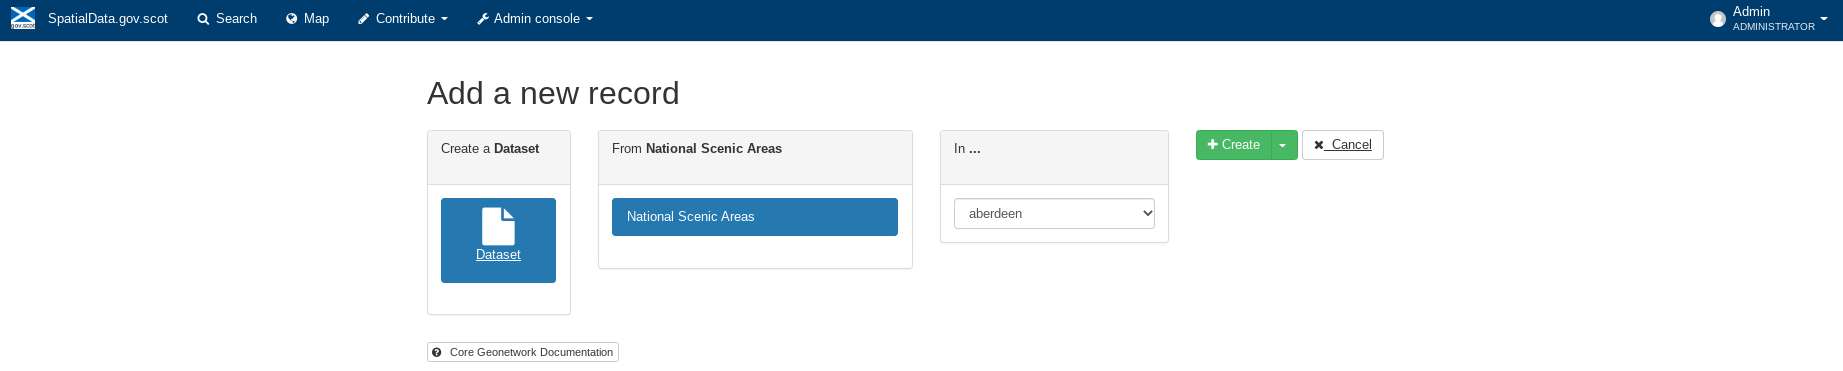 gov.scot SpatialData.gov.scot Search Map Contribute Admin console Admin
ADMINISTRATOR
Add a new record
Create a Dataset
From National Scenic Areas
In ...
Create
Cancel
Dataset
National Scenic Areas
aberdeen
Core Geonetwork Documentation